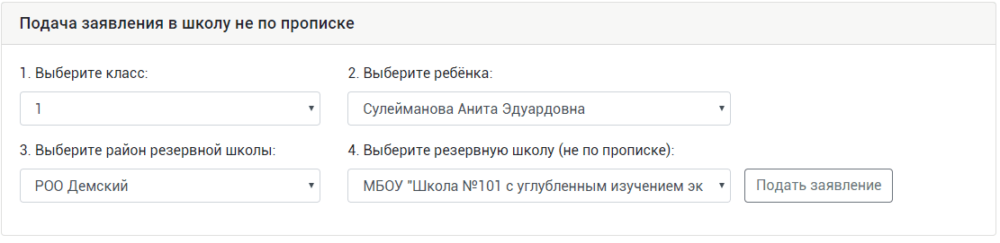 Подача заявления в школу не по прописке
1. Выберите класс:
2. Выберите ребёнка:
1
Сулейманова Анита Эдуардовна
3. Выберите район резервной школы:
4. Выберите резервную школу (не по прописке):
РОО Демский
МБОУ "Школа №101 с углубленным изучением эк
Подать заявление